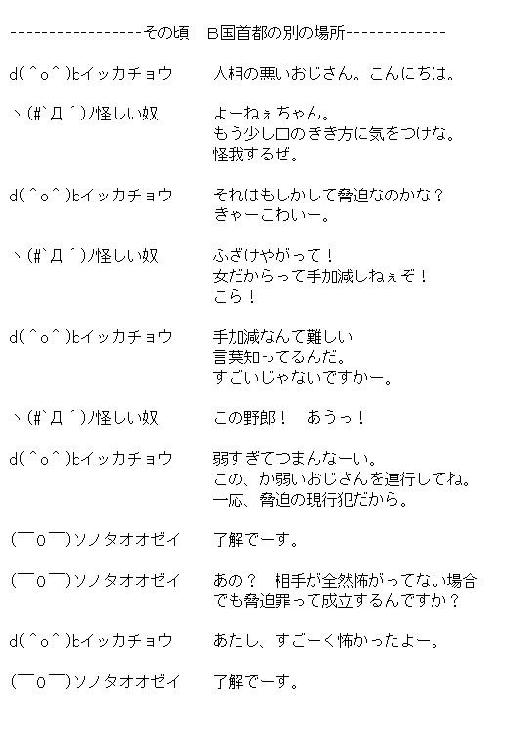 -----------------その頃　Ｂ国首都の別の場所-------------
d(＾o＾)bイッカチョウ　人相の悪いおじさん。こんにちは。
ヽ(#`Д´)ﾉ怪しい奴　よーねぇちゃん。
もう少し口のきき方に気をつけな。
怪我するぜ。
d(＾o＾)bイッカチョウ　それはもしかして脅迫なのかな？
きゃーこわいー。
ヽ(#`Д´)ﾉ怪しい奴　ふざけやがって！
女だからって手加減しねぇぞ！
こら！
d(＾o＾)bイッカチョウ　手加減なんて難しい
言葉知ってるんだ。
すごいじゃないですかー。
ヽ(#`Д´)ﾉ怪しい奴　この野郎！　あうっ！
d(＾o＾)bイッカチョウ　弱すぎてつまんなーい。
この、か弱いおじさんを連行してね。
一応、脅迫の現行犯だから。
(￣０￣)ソノタオオゼイ　了解でーす。
(￣０￣)ソノタオオゼイ　あの？　相手が全然怖がってない場合
でも脅迫罪って成立するんですか？
d(＾o＾)bイッカチョウ　あたし、すごーく怖かったよー。
(￣０￣)ソノタオオゼイ　了解でーす。